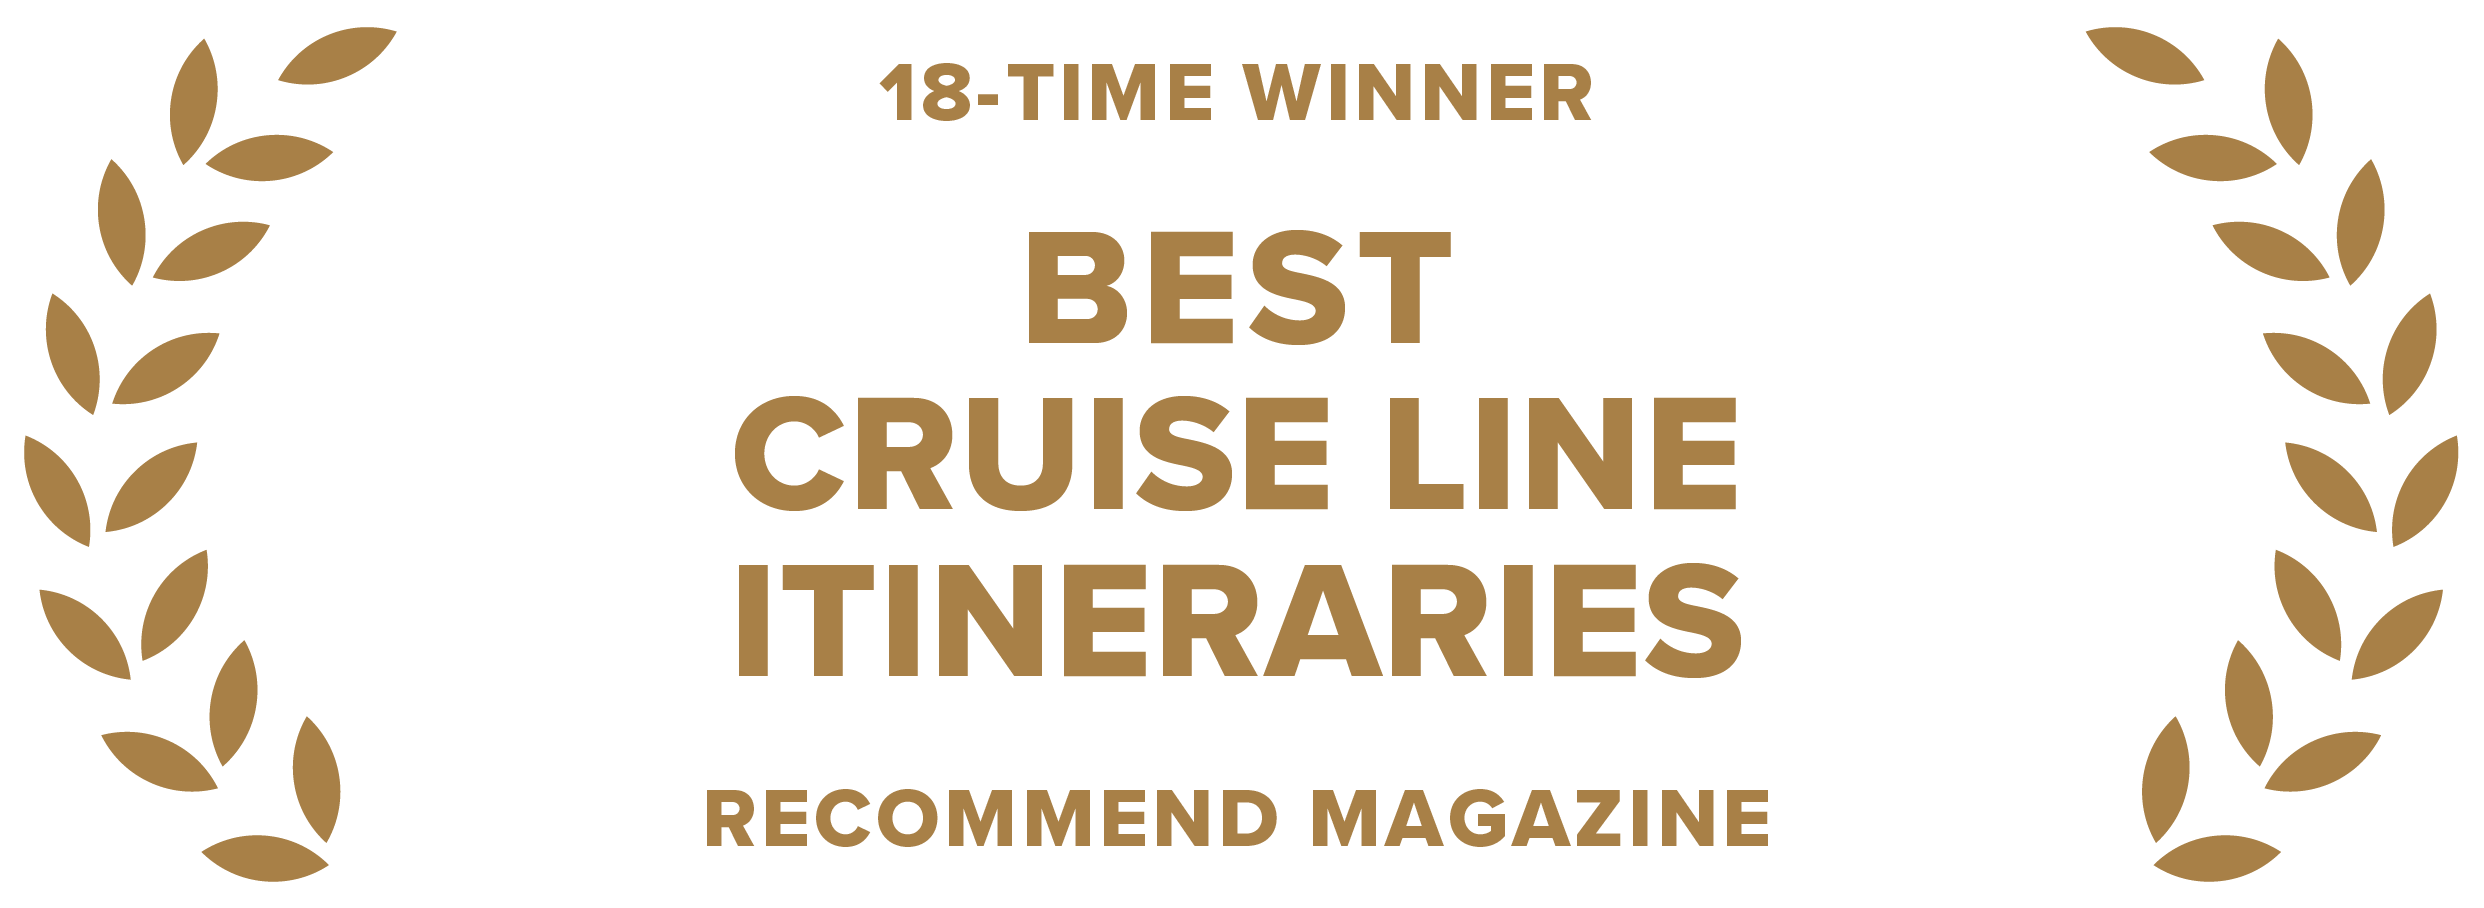 18-TIME WINNER
BEST
CRUISE LINE
ITINERARIES
RECOMMEND MAGAZINE